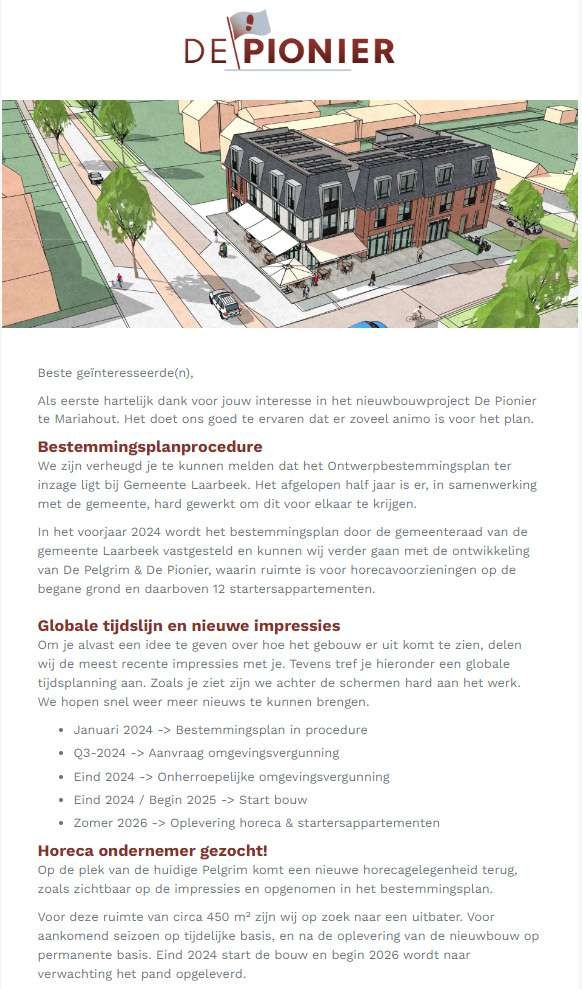 DE PIONIER
Beste geïnteresseerde(n),
Als eerste hartelijk dank voor jouw interesse in het nieuwbouwproject De Pionier
te Mariahout. Het doet ons goed te ervaren dat er zoveel animo is voor het plan.
Bestemmingsplanprocedure
We zijn verheugd je te kunnen melden dat het Ontwerpbestemmingsplan ter
inzage ligt bij Gemeente Laarbeek. Het afgelopen half jaar is er, in samenwerking
met de gemeente, hard gewerkt om dit voor elkaar te krijgen.
In het voorjaar 2024 wordt het bestemmingsplan door de gemeenteraad van de
gemeente Laarbeek vastgesteld en kunnen wij verder gaan met de ontwikkeling
van De Pelgrim & De Pionier, waarin ruimte is voor horecavoorzieningen op de
begane grond en daarboven 12 startersappartementen.
Globale tijdslijn en nieuwe impressies
Om je alvast een idee te geven over hoe het gebouw er uit komt te zien, delen
wij de meest recente impressies met je. Tevens tref je hieronder een globale
tijdsplanning aan. Zoals je ziet zijn we achter de schermen hard aan het werk.
We hopen snel weer meer nieuws te kunnen brengen.
• Januari 2024 -> Bestemmingsplan in procedure
• Q3-2024 -> Aanvraag omgevingsvergunning
• Eind 2024 -> Onherroepelijke omgevingsvergunning
• Eind 2024 / Begin 2025 -> Start bouw
• Zomer 2026 -> Oplevering horeca & startersappartementen
Horeca ondernemer gezocht!
Op de plek van de huidige Pelgrim komt een nieuwe horecagelegenheid terug,
zoals zichtbaar op de impressies en opgenomen in het bestemmingsplan.
Voor deze ruimte van circa 450 m² zijn wij op zoek naar een uitbater. Voor
aankomend seizoen op tijdelijke basis, en na de oplevering van de nieuwbouw op
permanente basis. Eind 2024 start de bouw en begin 2026 wordt naar
verwachting het pand opgeleverd.